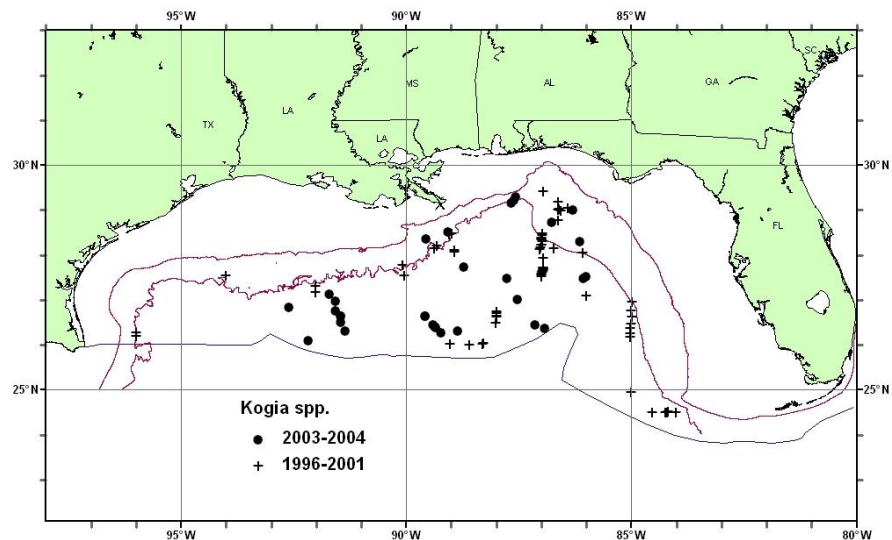 95°W 90°W 85°W
SC
MS AL GA
TX LA
LA
30°N 30°N
FL
25°N 25°N
Kogia spp.
2003-2004
1996-2001
95°W 90°W 85°W 80°W